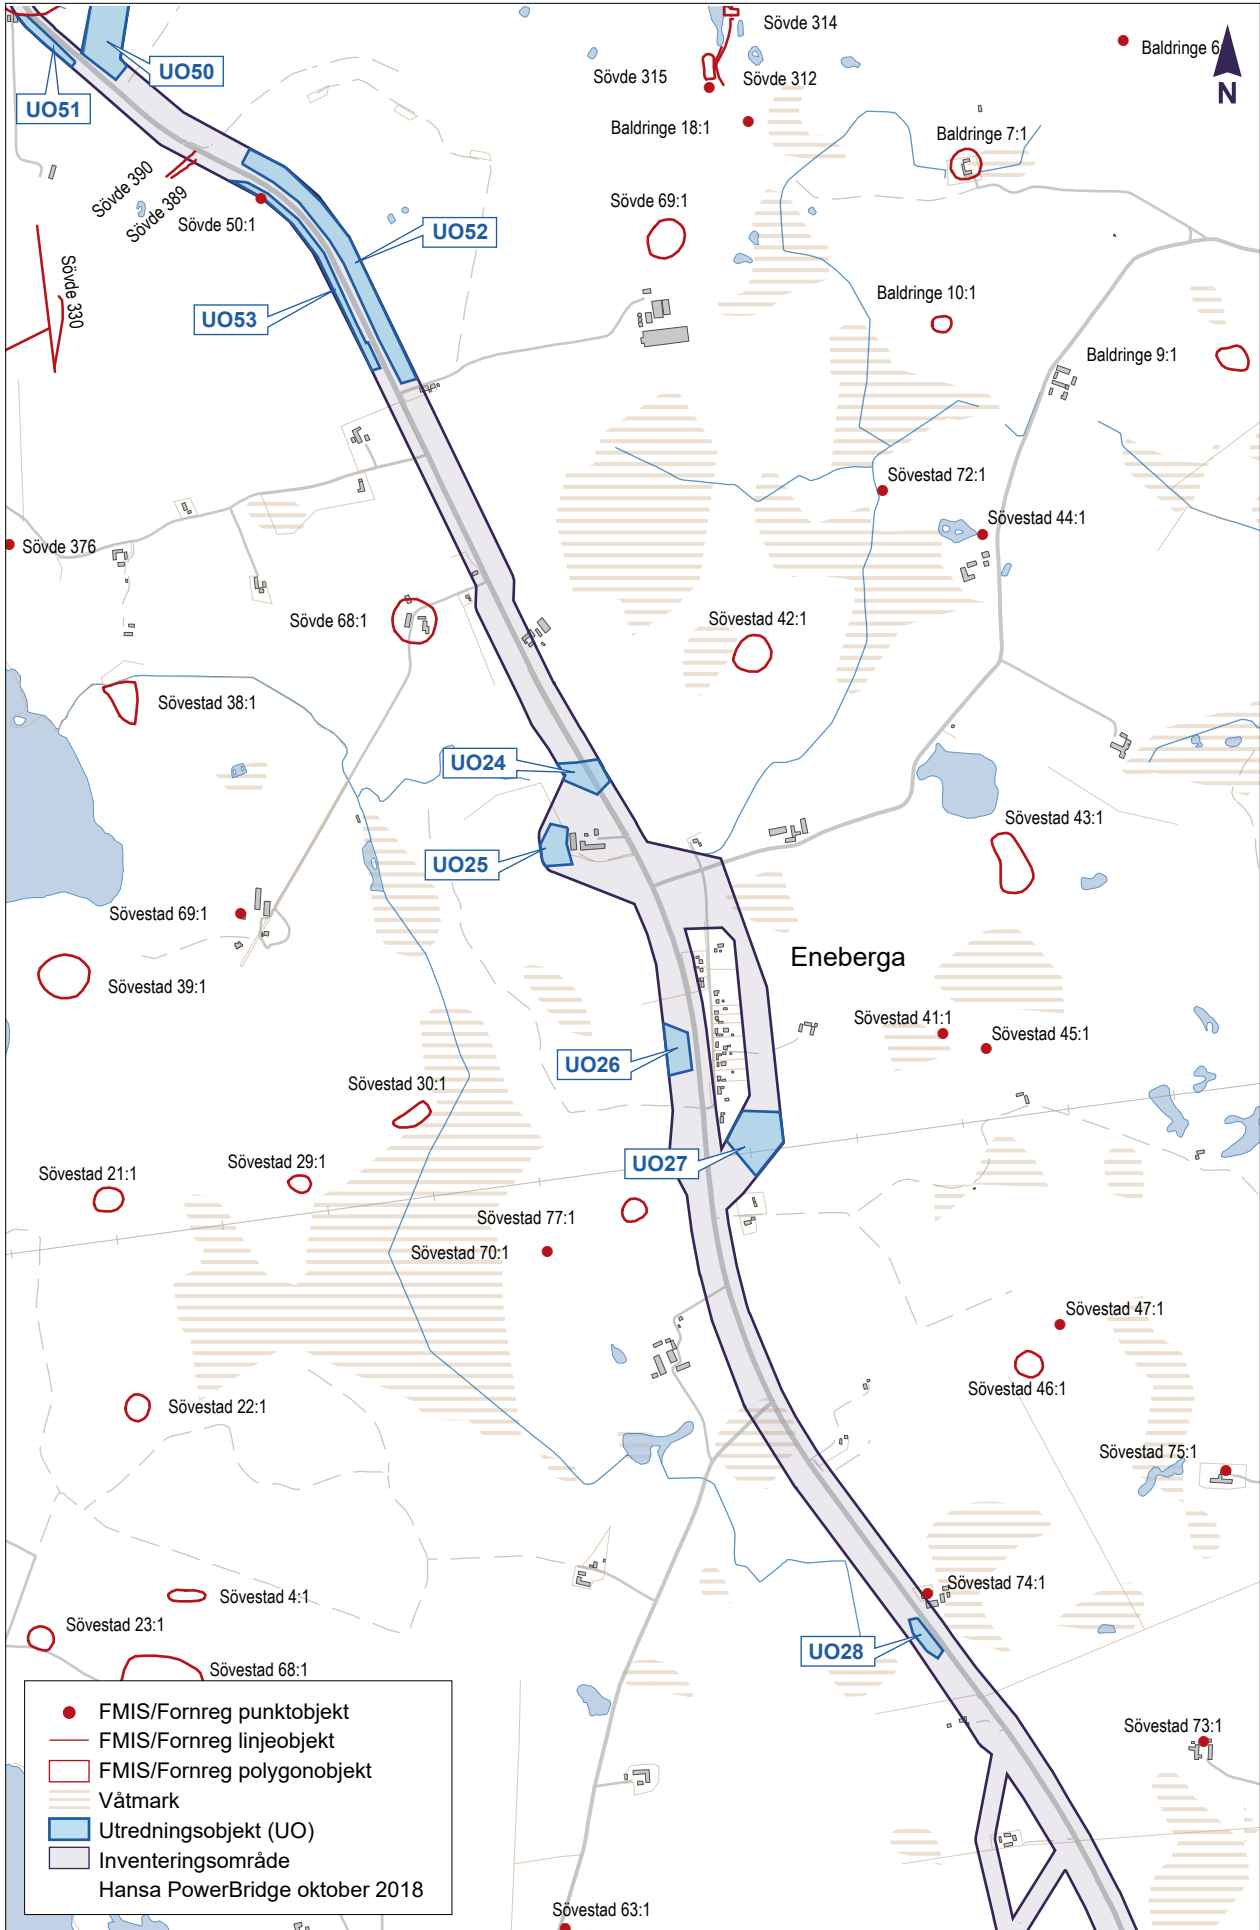 Sövde 314
Baldringe 6:
N
UO50
UO51
Sövde 315
Sövde 312
Baldringe 18:1
Baldringe 7:1
Sövde 390
Sövde 389
Sövde 50:1
UO52
Sövde 69:1
Sövde 330
UO53
Baldringe 10:1
Baldringe 9:1
Sövestad 72:1
Sövestad 44:1
Sövde 376
Sövde 68:1
Sövestad 42:1
Sövestad 38:1
UO24
UO25
Sövestad 43:1
Sövestad 69:1
Eneberga
Sövestad 39:1
Sövestad 41:1
Sövestad 45:1
UO26
Sövestad 30:1
Sövestad 21:1
Sövestad 29:1
UO27
Sövestad 77:1
Sövestad 70:1
Sövestad 47:1
Sövestad 46:1
Sövestad 22:1
Sövestad 75:1
Sövestad 4:1
Sövestad 74:1
Sövestad 23:1
UO28
Sövestad 68:1
Sövestad 73:1
FMIS/Fornreg punktobjekt
FMIS/Fornreg linjeobjekt
FMIS/Fornreg polygonobjekt
Våtmark
Utredningsobjekt (UO)
Inventeringsområde
Hansa PowerBridge oktober 2018
Sövestad 63:1